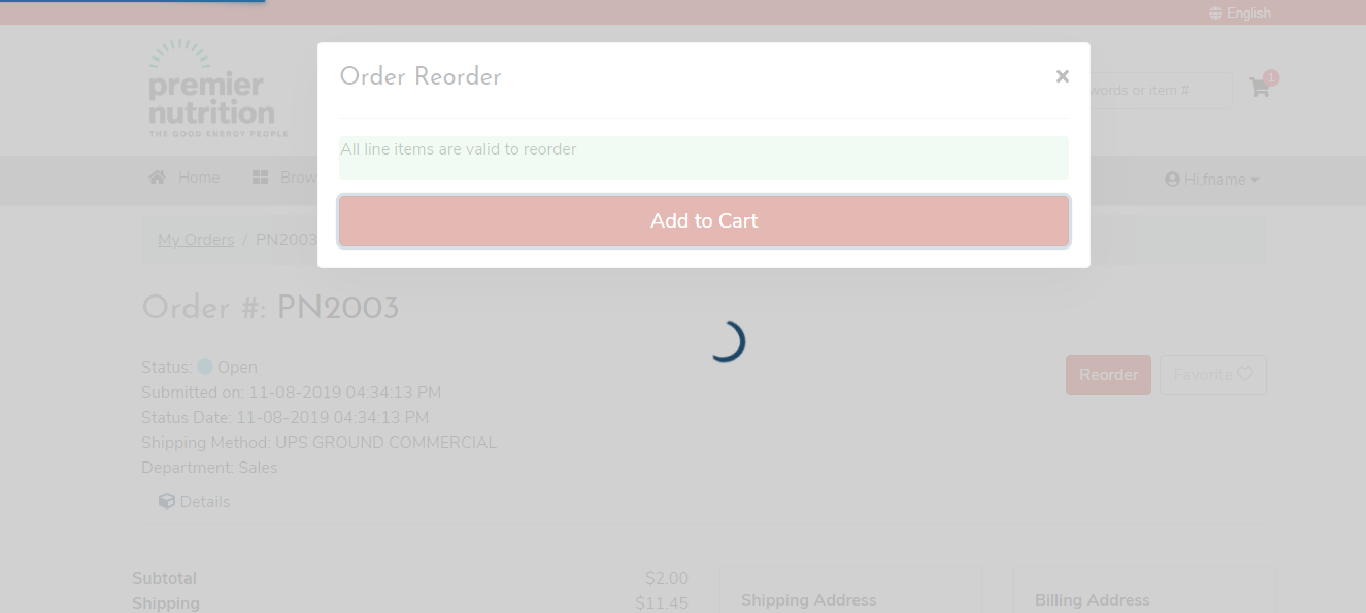 English
premier
nutrition
THE GOOD ENERGY PEOPLE
Order Reorder
words or item #
1
All line items are valid to reorder
Home
Brow
Hi,fname
Add to Cart
My Orders / PN2003
Order #: PN2003
Status: Open
Submitted on: 11-08-2019 04:34:13 PM
Reorder
Favorite
Status Date: 11-08-2019 04:34:13 PM
Shipping Method: UPS GROUND COMMERCIAL
Department: Sales
Details
Subtotal $2.00
Shipping $11.45
Shipping Address
Billing Address